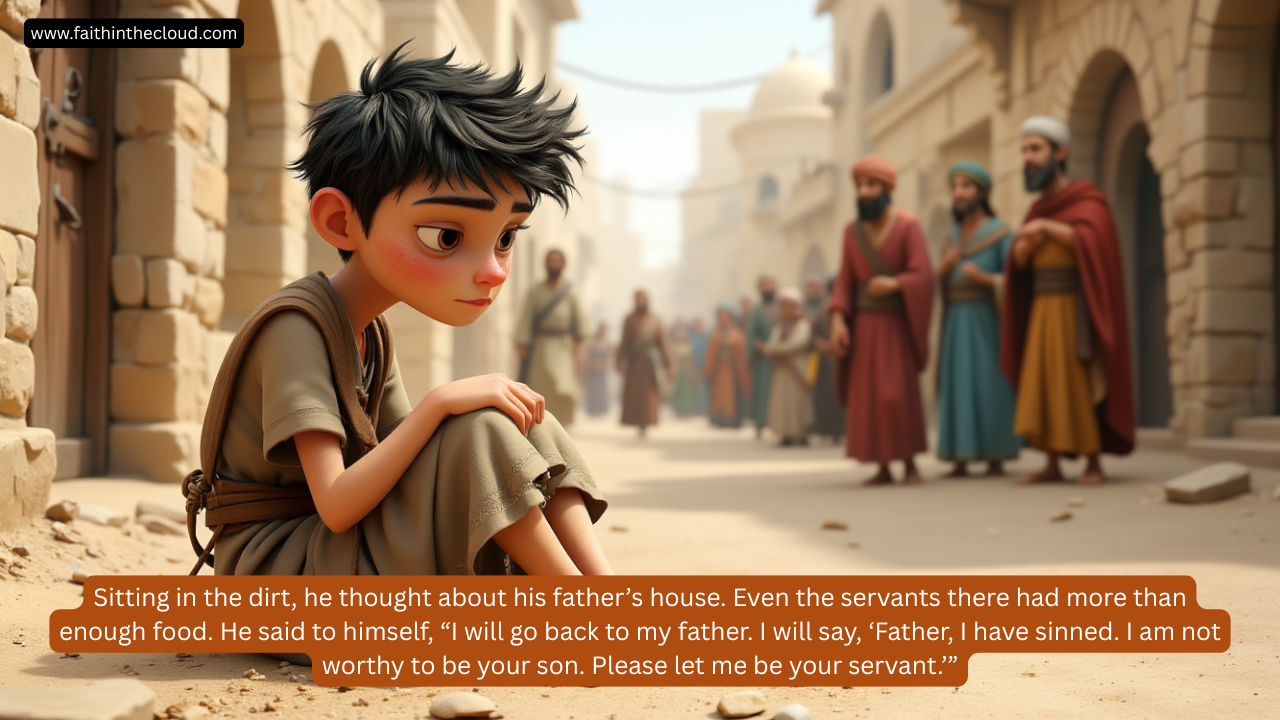 www.faithinthecloud.com
Sitting in the dirt, he thought about his father’s house. Even the servants there had more than
enough food. He said to himself, “I will go back to my father. I will say, ‘Father, I have sinned. I am not
worthy to be your son. Please let me be your servant.’”